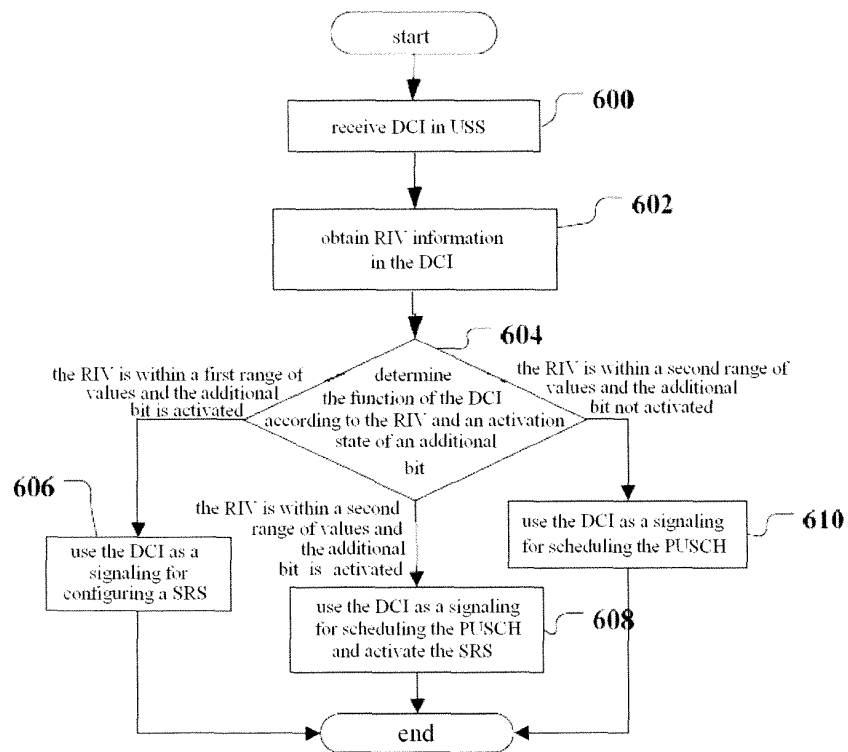 start
600
receive DCI in USS
602
obtain RIV information
in the DCI
604
the RIV is within a first range of
values and the additional
bit is activated
determine
the function of the DCI
according to the RIV and an activation
state of an additional
bit
the RIV is within a second range of
values and the additional
bit not activated
606
use the DCI as a
signaling for
configuring a SRS
the RIV is within a second
range of values and
the additional
bit is activated
use the DCI as a signaling
for scheduling the PUSCH
610
use the DCI as a signaling
for scheduling the PUSCH
and activate the SRS
608
end